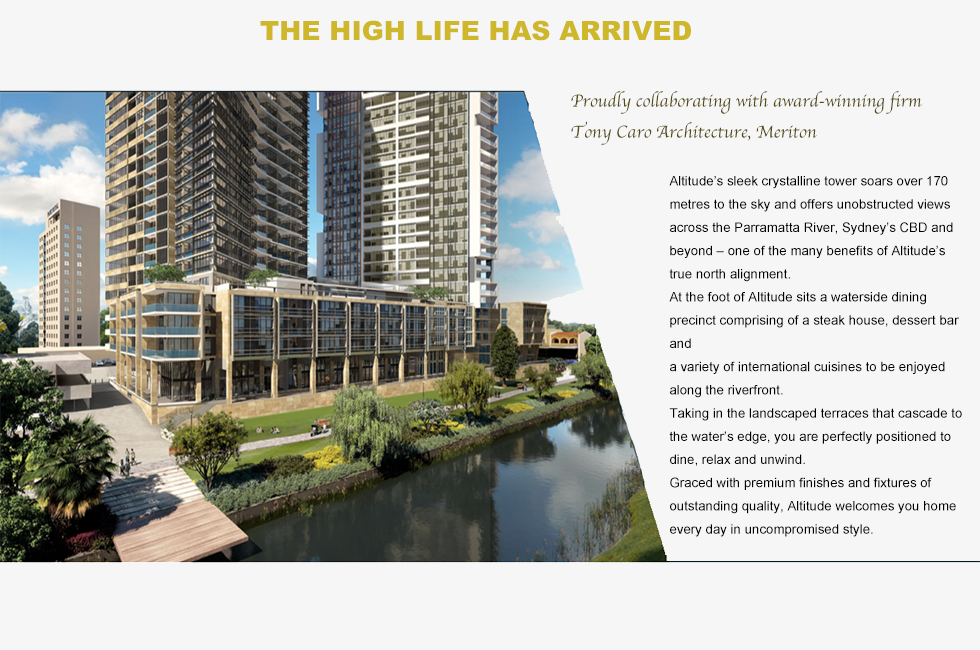 THE HIGH LIFE HAS ARRIVED
Proudly collaborating with award-winning firm
Tony Caro Architecture, Meriton
Altitude’s sleek crystalline tower soars over 170
metres to the sky and offers unobstructed views
across the Parramatta River, Sydney’s CBD and
beyond – one of the many benefits of Altitude’s
true north alignment.
At the foot of Altitude sits a waterside dining
precinct comprising of a steak house, dessert bar
and
a variety of international cuisines to be enjoyed
along the riverfront.
Taking in the landscaped terraces that cascade to
the water’s edge, you are perfectly positioned to
dine, relax and unwind.
Graced with premium finishes and fixtures of
outstanding quality, Altitude welcomes you home
every day in uncompromised style.